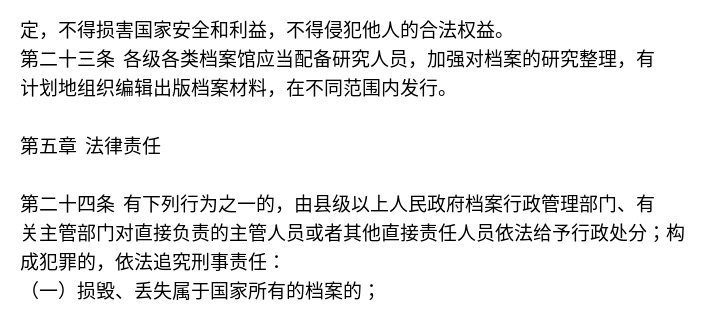 定，不得损害国家安全和利益，不得侵犯他人的合法权益。
第二十三条 各级各类档案馆应当配备研究人员，加强对档案的研究整理，有
计划地组织编辑出版档案材料，在不同范围内发行。
第五章 法律责任
第二十四条 有下列行为之一的，由县级以上人民政府档案行政管理部门、有
关主管部门对直接负责的主管人员或者其他直接责任人员依法给予行政处分；构
成犯罪的，依法追究刑事责任：
（一）损毁、丢失属于国家所有的档案的；